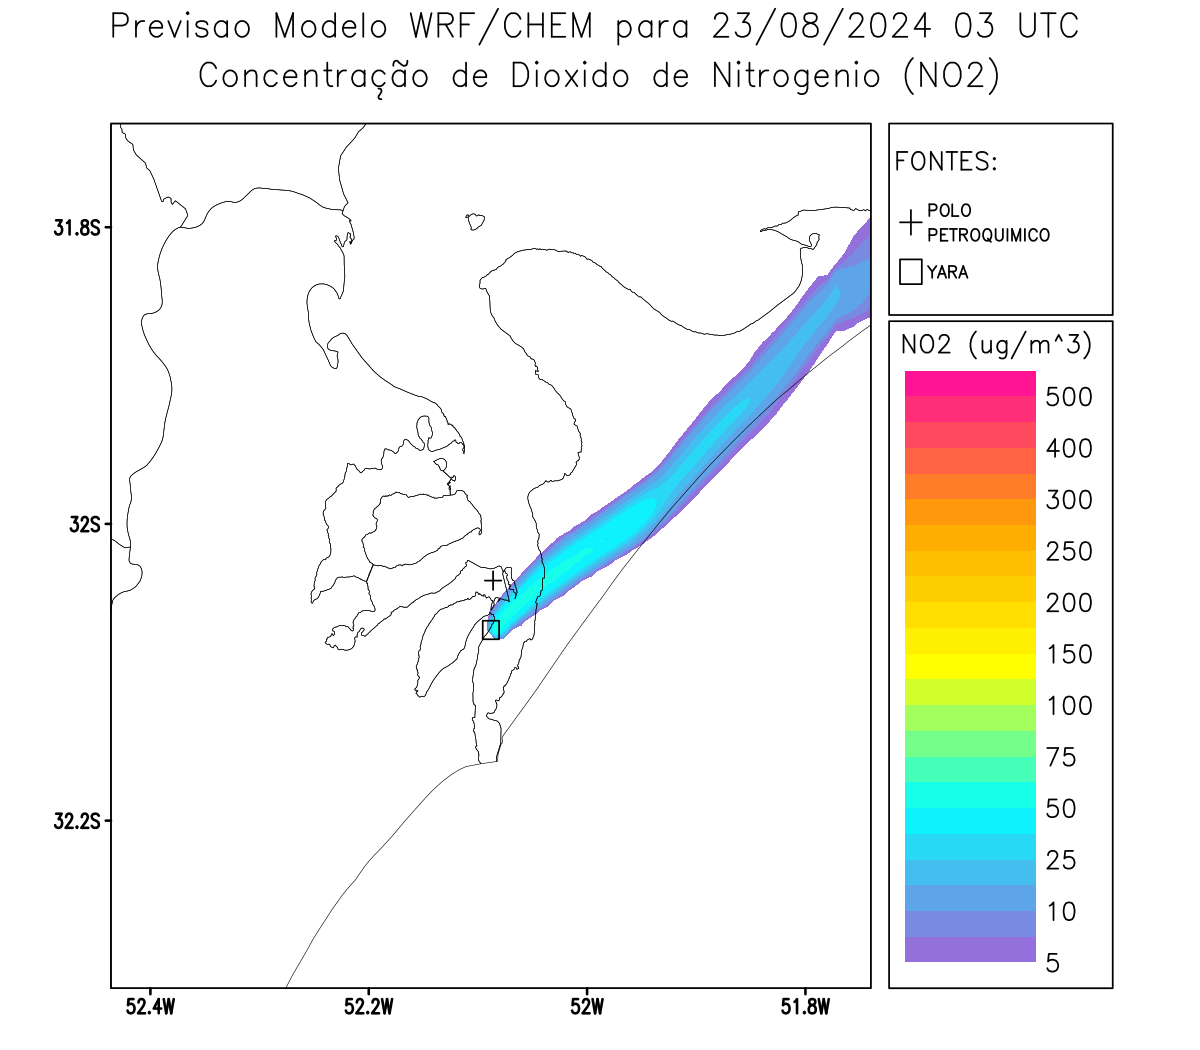 Previsao Modelo WRF/CHEM para 23/08/2024 03 UTC
Concentração de Dioxido de Nitrogenio (NO2)
FONTES:
POLO
PETROQUIMICO
YARA
NO2 (ug/m^3)
500
400
300
250
200
150
100
75
50
25
10
5
31.8S
32S
32.2S
52.4W
52.2W
52W
51.8W